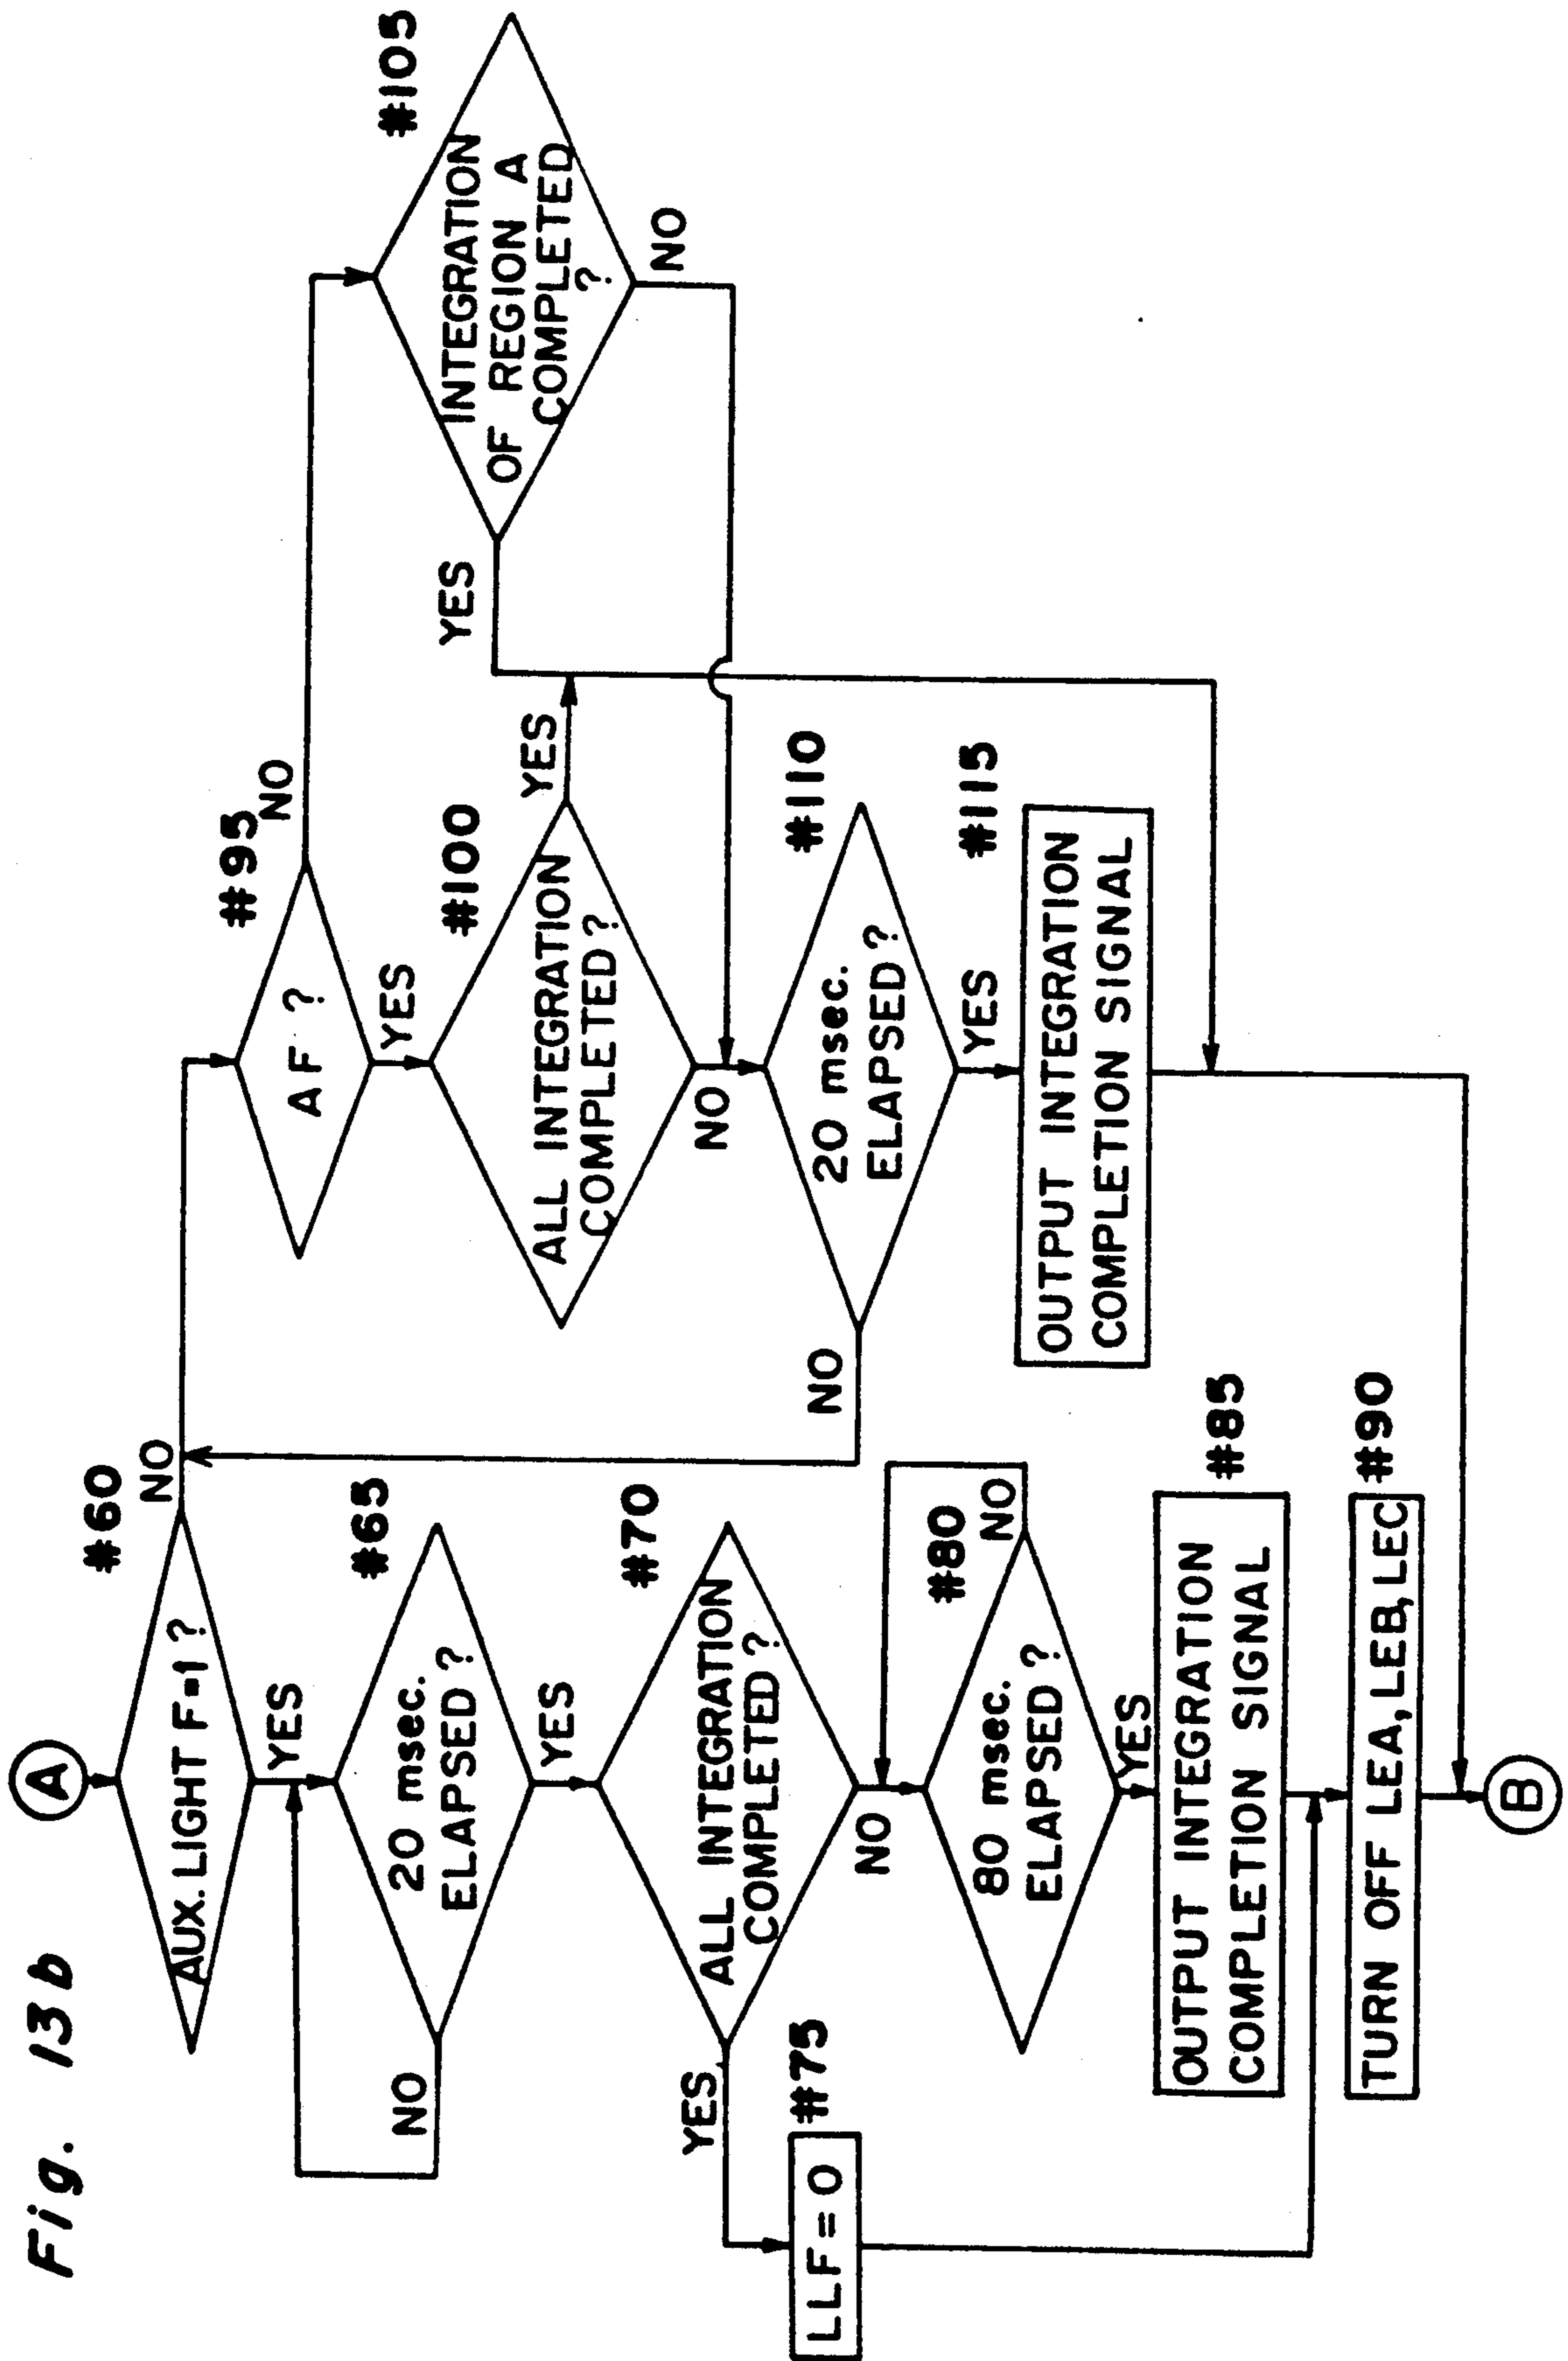 Fig. 13b
A
#60
AUX. LIGHT F=1 ?
NO
YES
#65
20 msec.
ELAPSED ?
NO
YES
#70
ALL INTEGRATION
COMPLETED ?
YES
NO
#75
LLF = 0
#80
80 msec.
ELAPSED ?
NO
YES
#85
OUTPUT INTEGRATION
COMPLETION SIGNAL
#90
TURN OFF LEA, LEB, LEC
B
#95
AF ?
NO
YES
#100
ALL INTEGRATION
COMPLETED ?
YES
NO
#105
INTEGRATION
OF REGION A
COMPLETED
?
YES
NO
#110
20 msec.
ELAPSED ?
NO
YES
#115
OUTPUT INTEGRATION
COMPLETION SIGNAL